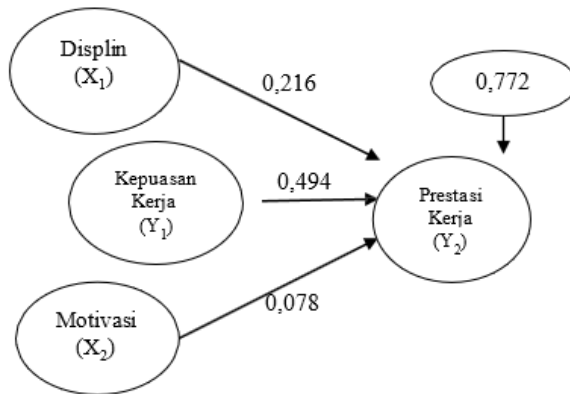 Displin
(X₁)
0,216
0,772
Kepuasan
Kerja
(Y₁)
0,494
Prestasi
Kerja
(Y₂)
0,078
Motivasi
(X₂)